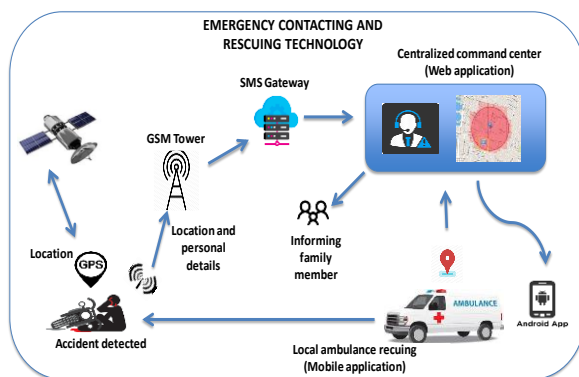 EMERGENCY CONTACTING AND
RESCUING TECHNOLOGY
Centralized command center
(Web application)
SMS Gateway
GSM Tower
Location and
personal
details
Location
GPS
Informing
family
member
AMBULANCE
Android App
Accident detected
Local ambulance recuing
(Mobile application)